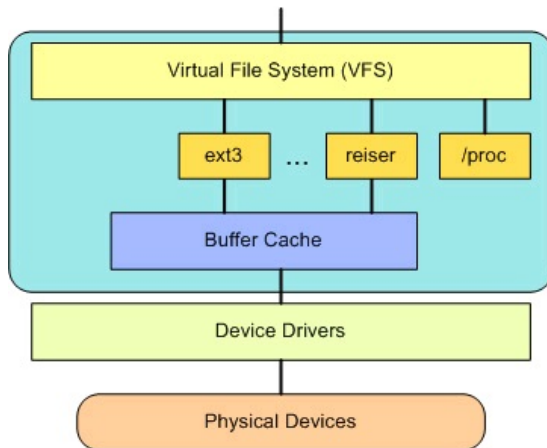 Virtual File System (VFS)
ext3 ... reiser /proc
Buffer Cache
Device Drivers
Physical Devices